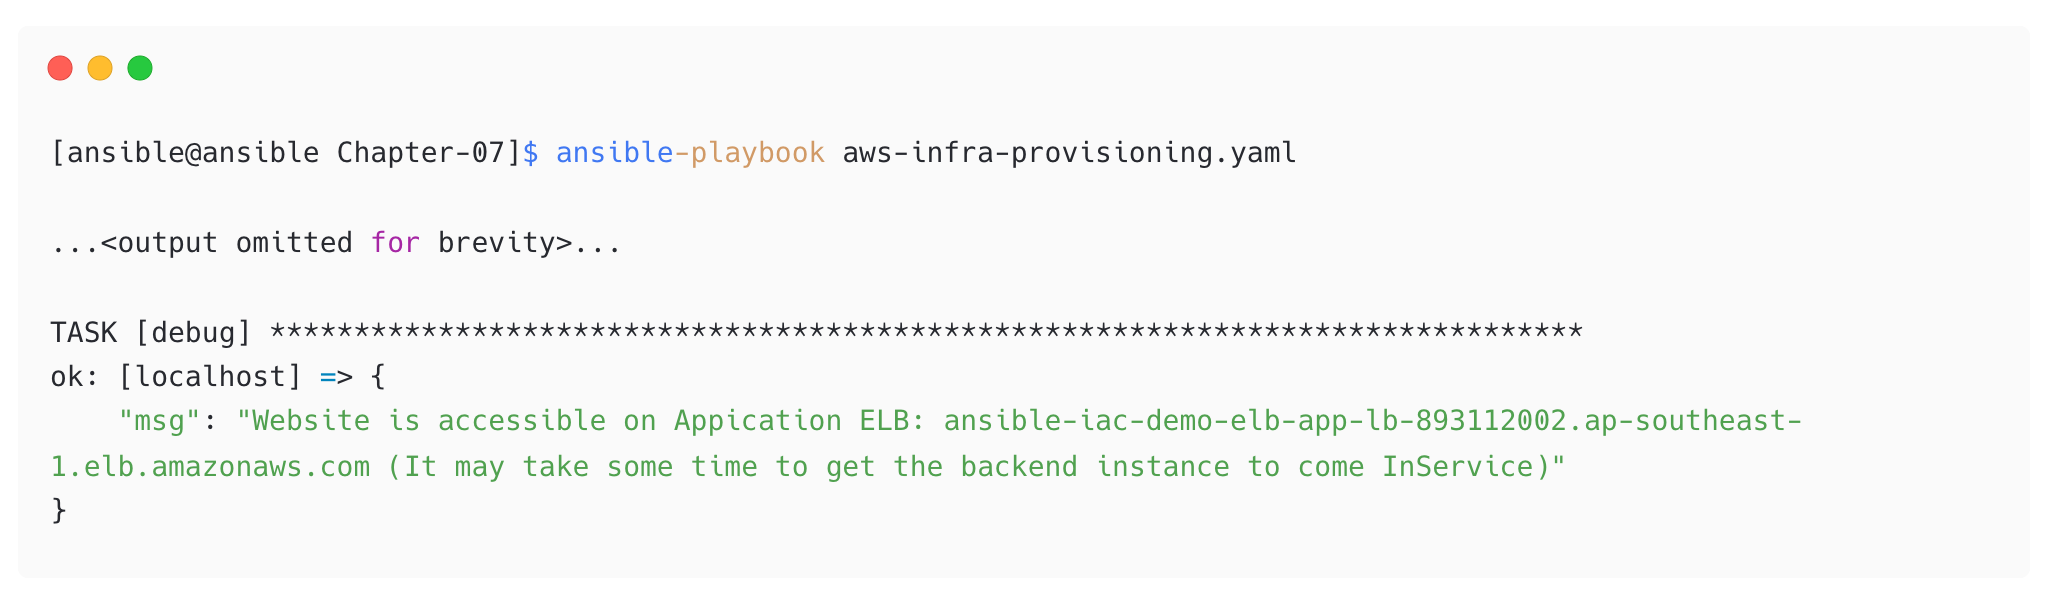 [ansible@ansible Chapter-07]$ ansible-playbook aws-infra-provisioning.yaml
...<output omitted for brevity>...
TASK [debug] ******************************************************************************
ok: [localhost] => {
    "msg": "Website is accessible on Appication ELB: ansible-iac-demo-elb-app-lb-893112002.ap-southeast-
1.elb.amazonaws.com (It may take some time to get the backend instance to come InService)"
}